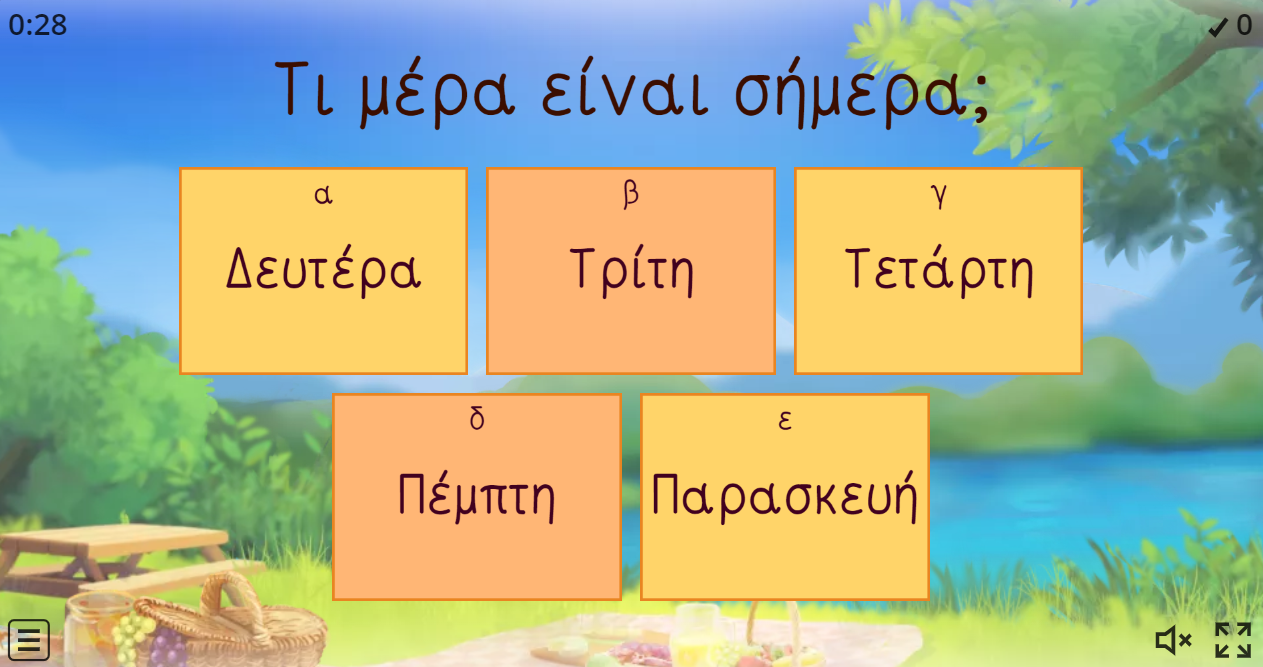 0:28
✓ 0
Τι μέρα είναι σήμερα;
α
Δευτέρα
β
Τρίτη
γ
Τετάρτη
δ
Πέμπτη
ε
Παρασκευή